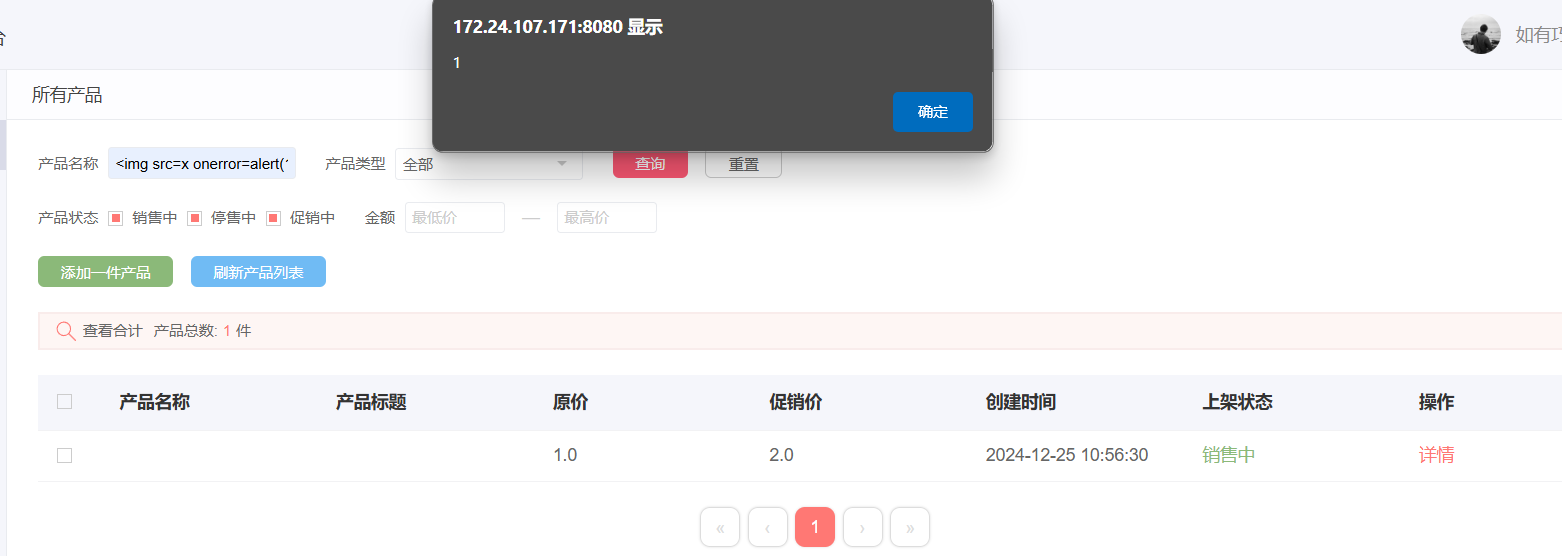 172.24.107.171:8080 显示
1
确定
如有
所有产品
产品名称 <img src=x onerror=alert( 产品类型 全部 查询 重置
产品状态 销售中 停售中 促销中 金额 最低价 — 最高价
添加一件产品 刷新产品列表
查看合计 产品总数: 1 件
产品名称 产品标题 原价 促销价 创建时间 上架状态 操作
1.0 2.0 2024-12-25 10:56:30 销售中 详情
« ‹ 1 › »